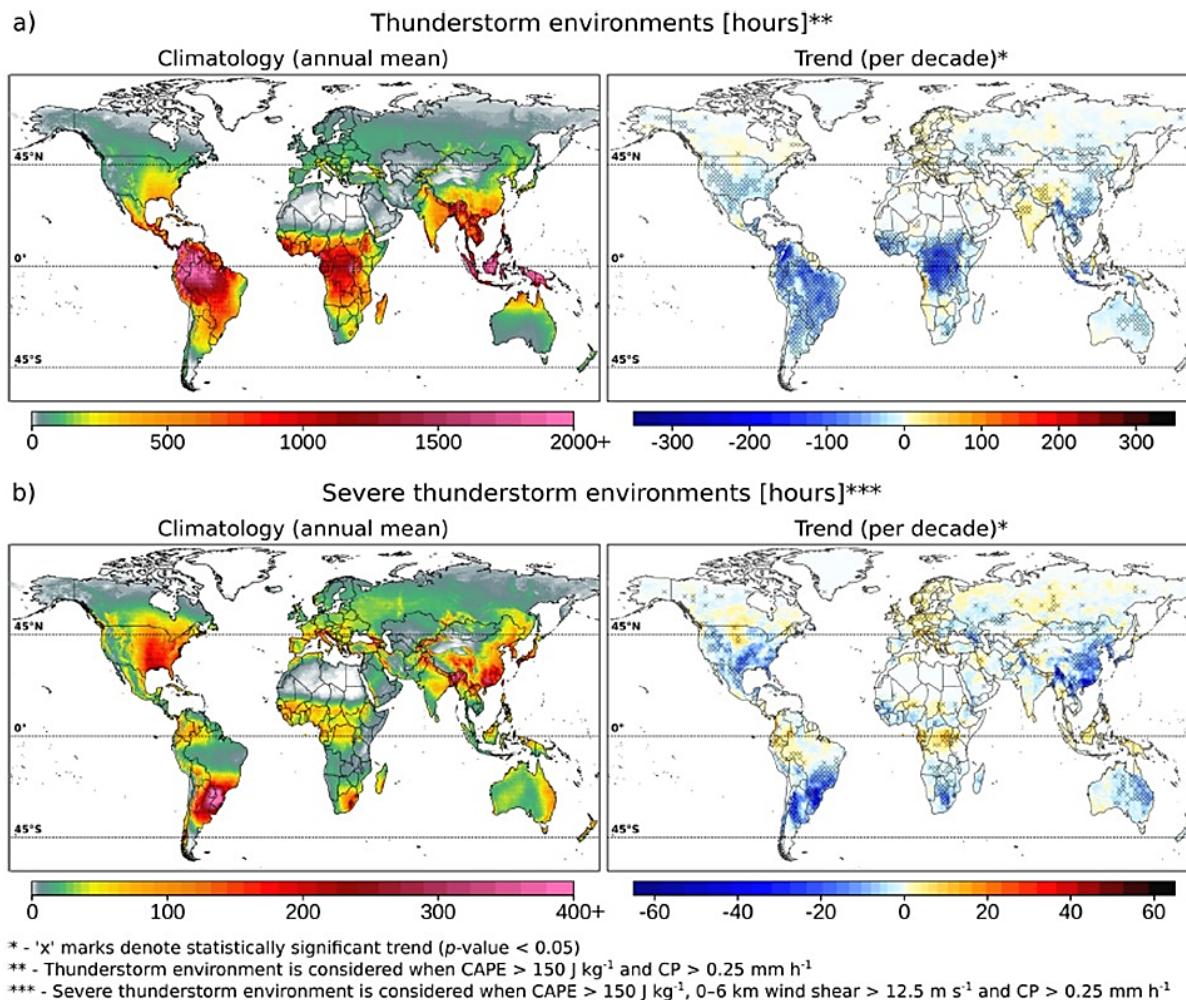 a) Thunderstorm environments [hours]**
Climatology (annual mean) Trend (per decade)*
45°N 45°N
0° 0°
45°S 45°S
0 500 1000 1500 2000+ -300 -200 -100 0 100 200 300
b) Severe thunderstorm environments [hours]***
Climatology (annual mean) Trend (per decade)*
45°N 45°N
0° 0°
45°S 45°S
0 100 200 300 400+ -60 -40 -20 0 20 40 60
* - 'x' marks denote statistically significant trend (p-value < 0.05)
** - Thunderstorm environment is considered when CAPE > 150 J kg⁻¹ and CP > 0.25 mm h⁻¹
*** - Severe thunderstorm environment is considered when CAPE > 150 J kg⁻¹, 0–6 km wind shear > 12.5 m s⁻¹ and CP > 0.25 mm h⁻¹